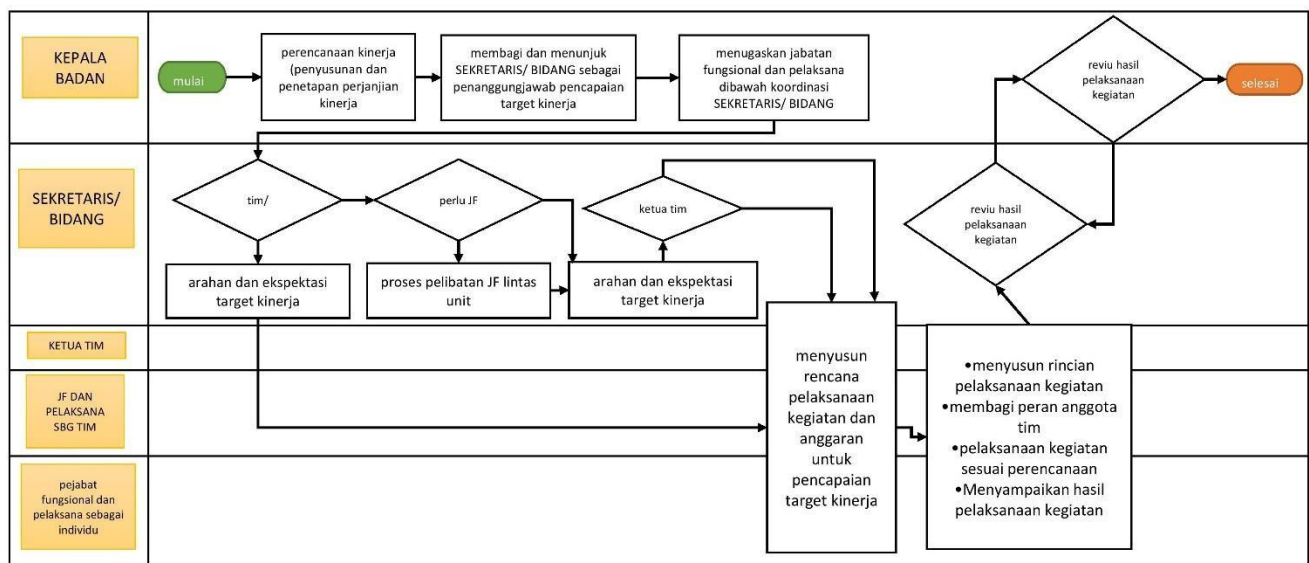 KEPALA
BADAN
mulai
perencanaan kinerja
(penyusunan dan
penetapan perjanjian
kinerja
membagi dan menunjuk
SEKRETARIS/ BIDANG sebagai
penanggungjawab pencapaian
target kinerja
menugaskan jabatan
fungsional dan pelaksana
dibawah koordinasi
SEKRETARIS/ BIDANG
reviu hasil
pelaksanaan
kegiatan
selesai
SEKRETARIS/
BIDANG
tim/
perlu JF
ketua tim
reviu hasil
pelaksanaan
kegiatan
arahan dan ekspektasi
target kinerja
proses pelibatan JF lintas
unit
arahan dan ekspektasi
target kinerja
KETUA TIM
JF DAN
PELAKSANA
SBG TIM
pejabat
fungsional dan
pelaksana sebagai
individu
menyusun
rencana
pelaksanaan
kegiatan dan
anggaran
untuk
pencapaian
target kinerja
•menyusun rincian
pelaksanaan kegiatan
•membagi peran anggota
tim
•pelaksanaan kegiatan
sesuai perencanaan
•Menyampaikan hasil
pelaksanaan kegiatan